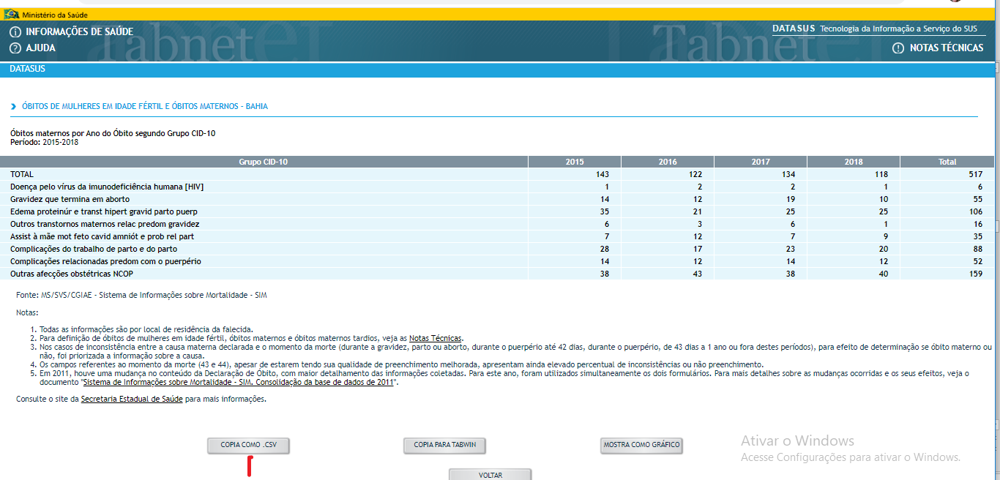 Ministério da Saúde
INFORMAÇÕES DE SAÚDE
DATASUS Tecnologia da Informação a Serviço do SUS
AJUDA
Tabnet
Tabnet
NOTAS TÉCNICAS
DATASUS
ÓBITOS DE MULHERES EM IDADE FÉRTIL E ÓBITOS MATERNOS - BAHIA
Óbitos maternos por Ano do Óbito segundo Grupo CID-10
Período: 2015-2018
Grupo CID-10 2015 2016 2017 2018 Total
TOTAL 143 122 134 118 517
Doença pelo vírus da imunodeficiência humana [HIV] 1 2 2 1 6
Gravidez que termina em aborto 14 12 19 10 55
Edema proteinúr e transt hipert gravid parto puerp 35 21 25 25 106
Outros transtornos maternos relac predom gravidez 6 3 6 1 16
Assist à mãe mot feto cavid amniót e prob rel part 7 12 7 9 35
Complicações do trabalho de parto e do parto 28 17 23 20 88
Complicações relacionadas predom com o puerpério 14 12 14 12 52
Outras afecções obstétricas NCOP 38 43 38 40 159
Fonte: MS/SVS/CGIAE - Sistema de Informações sobre Mortalidade - SIM
Notas:
1. Todas as informações são por local de residência da falecida.
2. Para definição de óbitos de mulheres em idade fértil, óbitos maternos e óbitos maternos tardios, veja as Notas Técnicas.
3. Nos casos de inconsistência entre a causa materna declarada e o momento da morte (durante a gravidez, parto ou aborto, durante o puerpério até 42 dias, durante o puerpério, de 43 dias a 1 ano ou fora destes períodos), para efeito de determinação se óbito materno ou
não, foi priorizada a informação sobre a causa.
4. Os campos referentes ao momento da morte (43 e 44), apesar de estarem tendo sua qualidade de preenchimento melhorada, apresentam ainda elevado percentual de inconsistências ou não preenchimento.
5. Em 2011, houve uma mudança no conteúdo da Declaração de Óbito, com maior detalhamento das informações coletadas. Para este ano, foram utilizados simultaneamente os dois formulários. Para mais detalhes sobre as mudanças ocorridas e os seus efeitos, veja o
documento "Sistema de Informações sobre Mortalidade - SIM. Consolidação da base de dados de 2011".
Consulte o site da Secretaria Estadual de Saúde para mais informações.
COPIA COMO .CSV COPIA PARA TABWIN MOSTRA COMO GRÁFICO
Ativar o Windows
Acesse Configurações para ativar o Windows.
VOLTAR